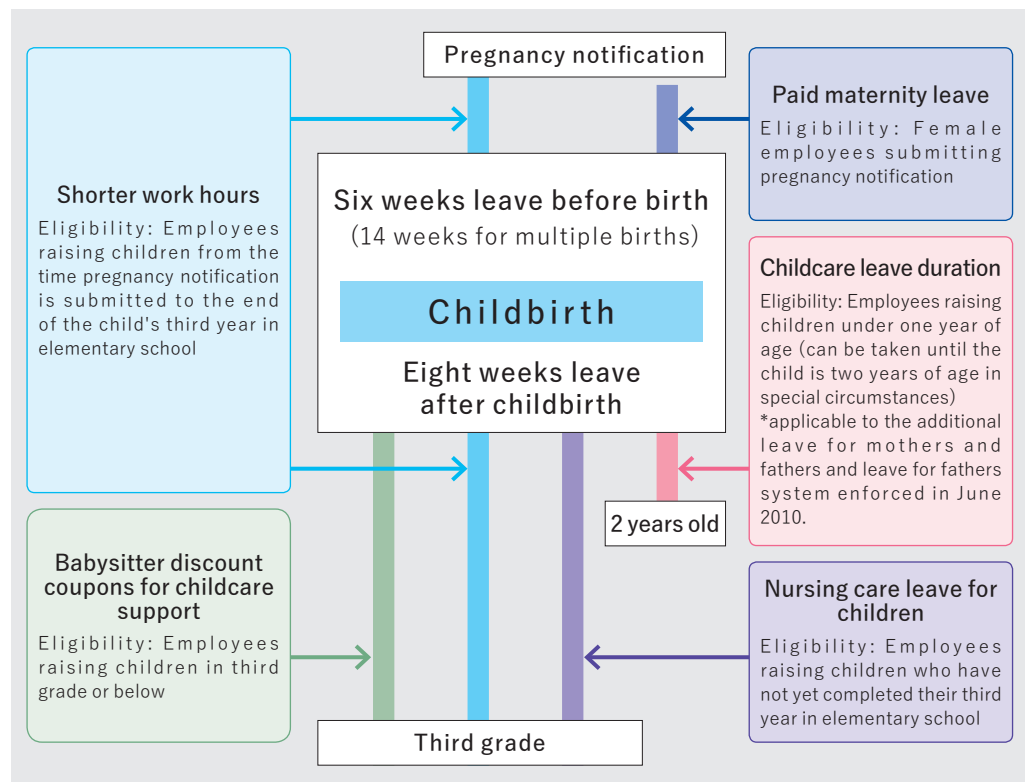 Pregnancy notification
Shorter work hours
Eligibility: Employees
raising children from the
time pregnancy notification
is submitted to the end
of the child's third year in
elementary school
Paid maternity leave
Eligibility: Female
employees submitting
pregnancy notification
Six weeks leave before birth
(14 weeks for multiple births)
Childbirth
Eight weeks leave
after childbirth
Childcare leave duration
Eligibility: Employees raising
children under one year of
age (can be taken until the
child is two years of age in
special circumstances)
*applicable to the additional
leave for mothers and
fathers and leave for fathers
system enforced in June
2010.
2 years old
Babysitter discount
coupons for childcare
support
Eligibility: Employees
raising children in third
grade or below
Nursing care leave for
children
Eligibility: Employees
raising children who have
not yet completed their third
year in elementary school
Third grade